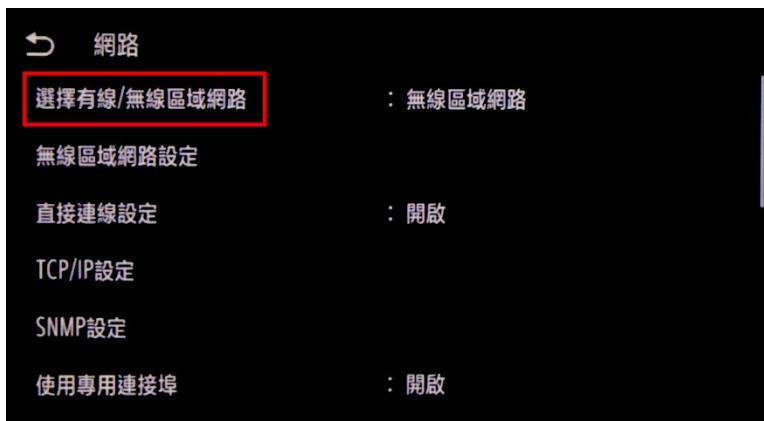 網路
選擇有線/無線區域網路 : 無線區域網路
無線區域網路設定
直接連線設定 : 開啟
TCP/IP設定
SNMP設定
使用專用連接埠 : 開啟